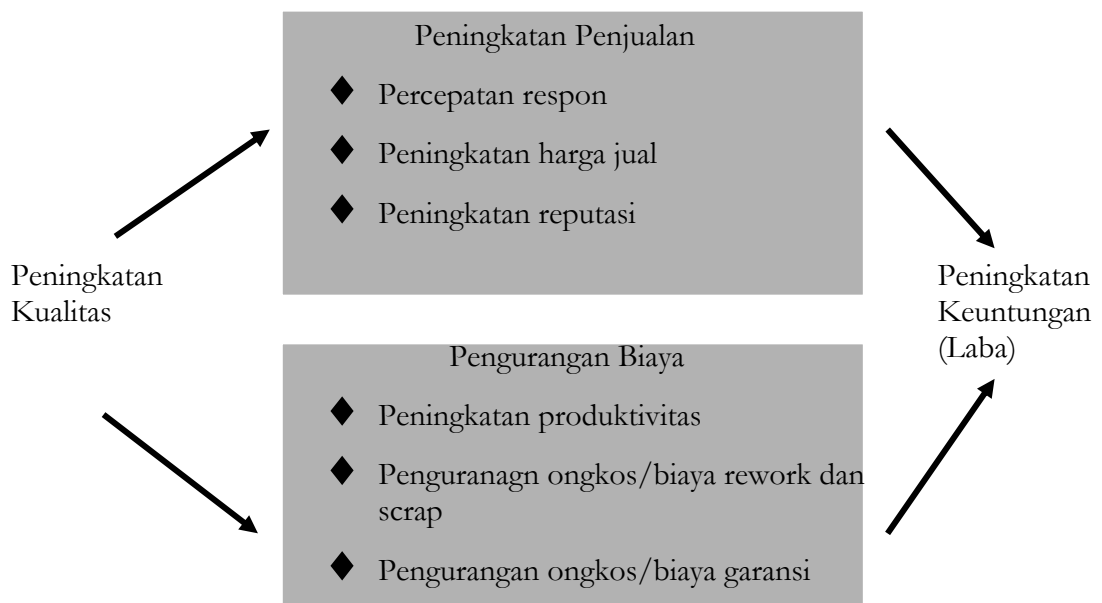 Peningkatan Penjualan
Percepatan respon
Peningkatan harga jual
Peningkatan reputasi
Peningkatan
Kualitas
Peningkatan
Keuntungan
(Laba)
Pengurangan Biaya
Peningkatan produktivitas
Penguranagn ongkos/biaya rework dan
scrap
Pengurangan ongkos/biaya garansi